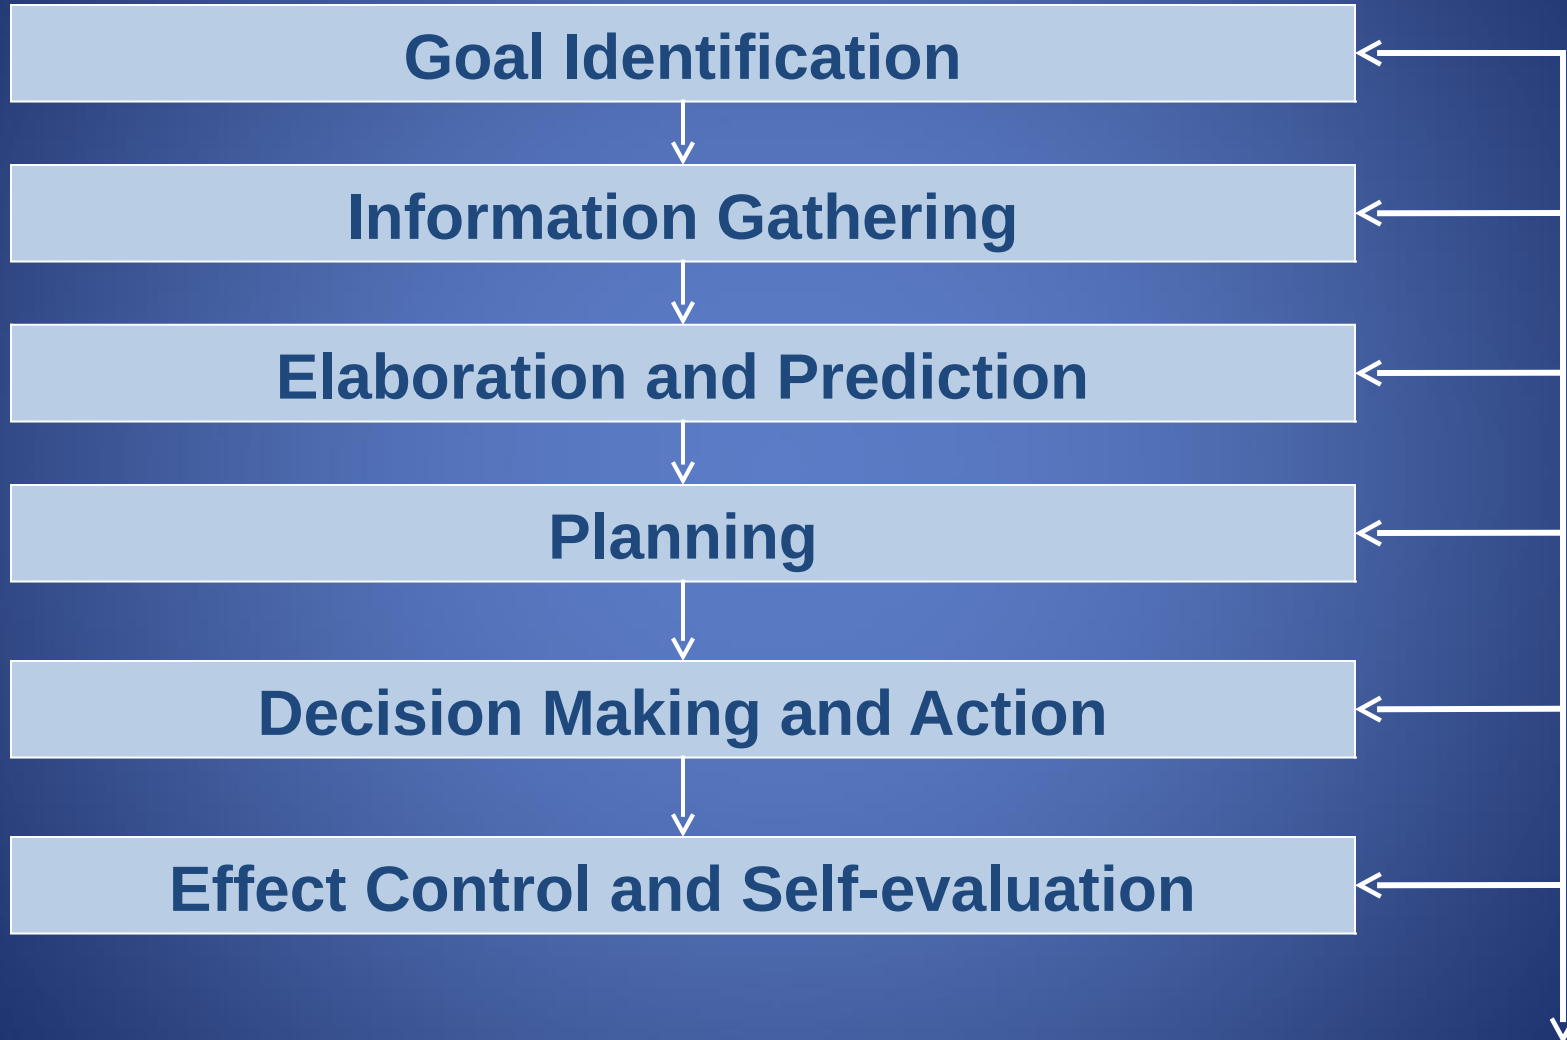 Goal Identification
Information Gathering
Elaboration and Prediction
Planning
Decision Making and Action
Effect Control and Self-evaluation